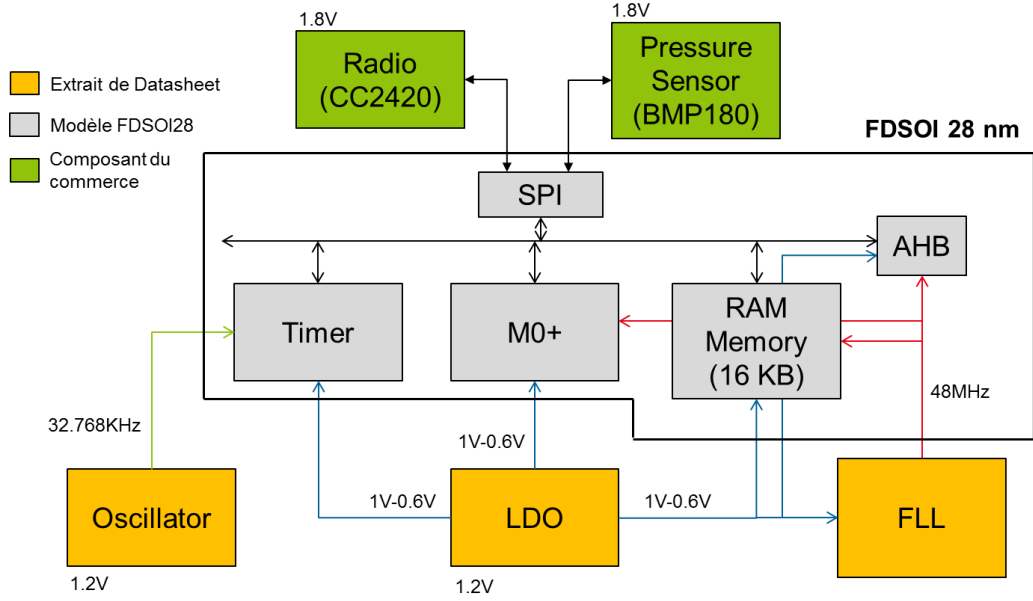 1.8V
1.8V
Radio
(CC2420)
Pressure
Sensor
(BMP180)
Extrait de Datasheet
Modèle FDSOI28
Composant du
commerce
FDSOI 28 nm
SPI
AHB
Timer
M0+
RAM
Memory
(16 KB)
48MHz
32.768KHz
1V-0.6V
1V-0.6V
1V-0.6V
Oscillator
LDO
FLL
1.2V
1.2V